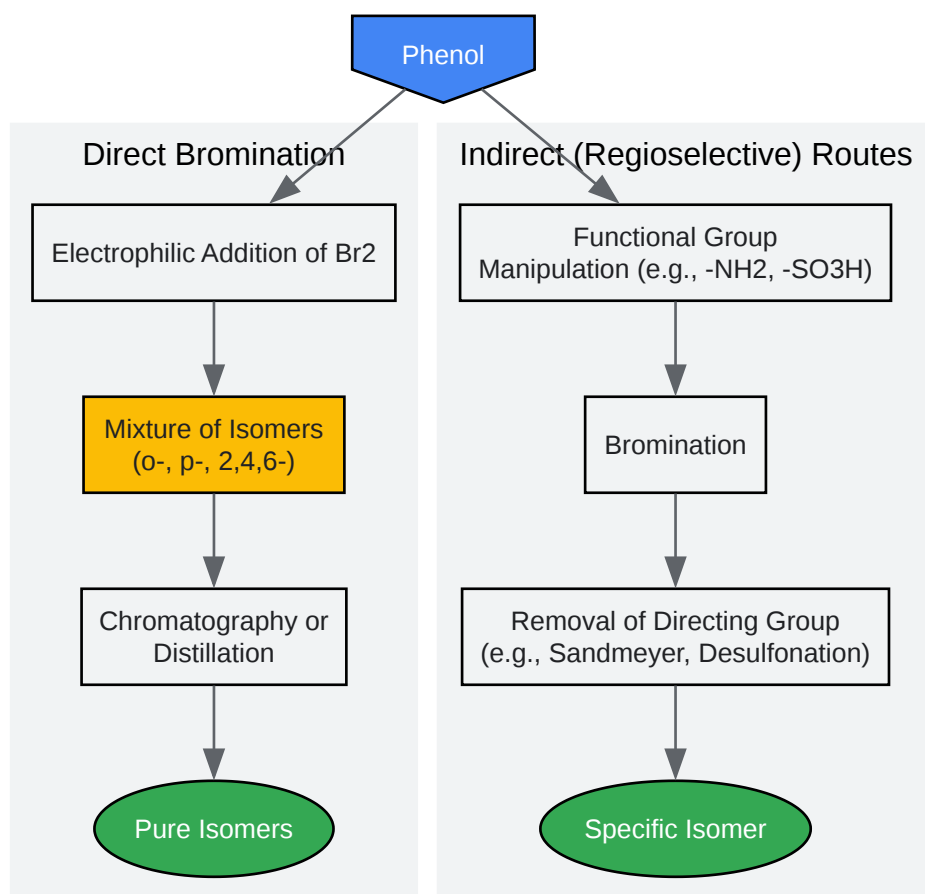 Phenol
Direct Bromination
Electrophilic Addition of Br2
Mixture of Isomers
(o-, p-, 2,4,6-)
Chromatography or
Distillation
Pure Isomers
Indirect (Regioselective) Routes
Functional Group
Manipulation (e.g., -NH2, -SO3H)
Bromination
Removal of Directing Group
(e.g., Sandmeyer, Desulfonation)
Specific Isomer